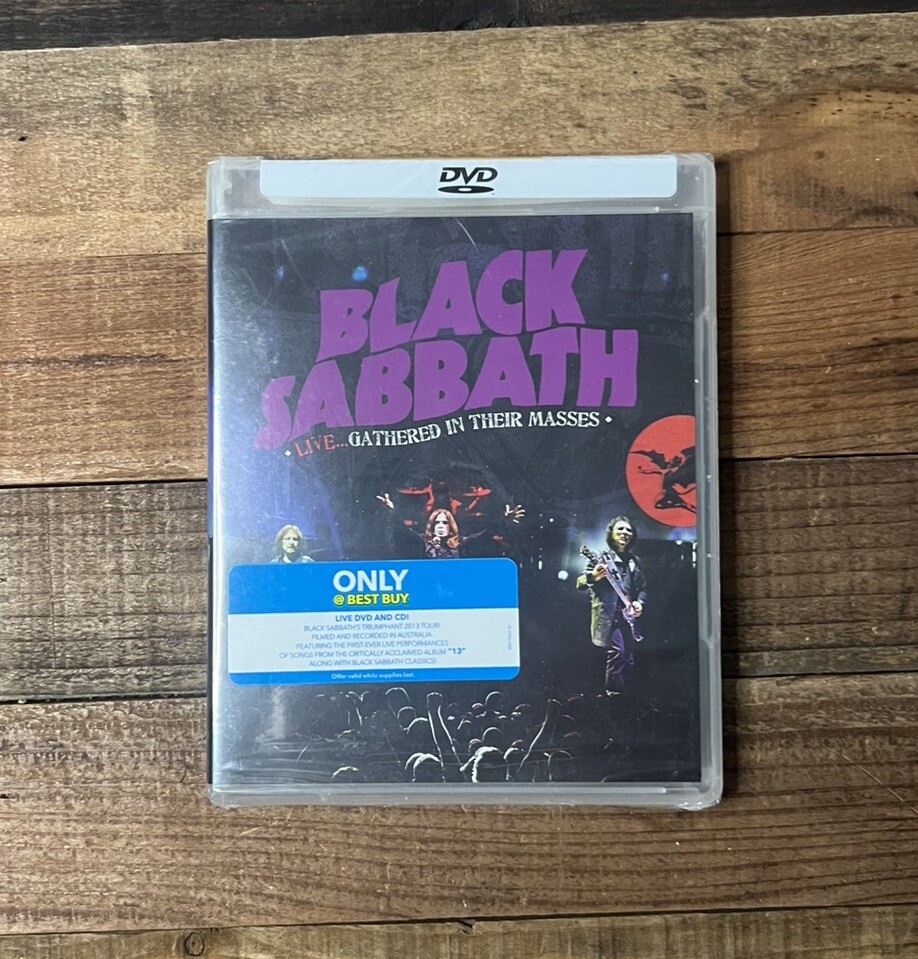 DVD
BLACK
SABBATH
• LIVE...GATHERED IN THEIR MASSES •
ONLY
@ BEST BUY
LIVE DVD AND CD!
BLACK SABBATH'S TRIUMPHANT 2013 TOUR!
FILMED AND RECORDED IN AUSTRALIA.
FEATURING THE FIRST-EVER LIVE PERFORMANCES
OF SONGS FROM THE CRITICALLY ACCLAIMED ALBUM "13"
ALONG WITH BLACK SABBATH CLASSICS!
Offer valid while supplies last.